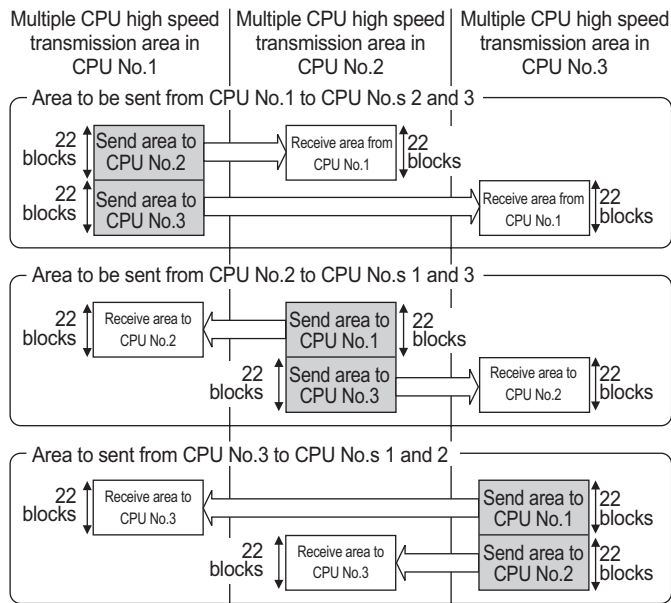 Multiple CPU high speed
transmission area in
CPU No.1
Multiple CPU high speed
transmission area in
CPU No.2
Multiple CPU high speed
transmission area in
CPU No.3
Area to be sent from CPU No.1 to CPU No.s 2 and 3
22
blocks
Send area to
CPU No.2
Receive area from
CPU No.1
22
blocks
22
blocks
Send area to
CPU No.3
Receive area from
CPU No.1
22
blocks
Area to be sent from CPU No.2 to CPU No.s 1 and 3
22
blocks
Receive area to
CPU No.2
Send area to
CPU No.1
22
blocks
22
blocks
Send area to
CPU No.3
Receive area to
CPU No.2
22
blocks
Area to sent from CPU No.3 to CPU No.s 1 and 2
22
blocks
Receive area to
CPU No.3
Send area to
CPU No.1
22
blocks
22
blocks
Receive area to
CPU No.3
Send area to
CPU No.2
22
blocks